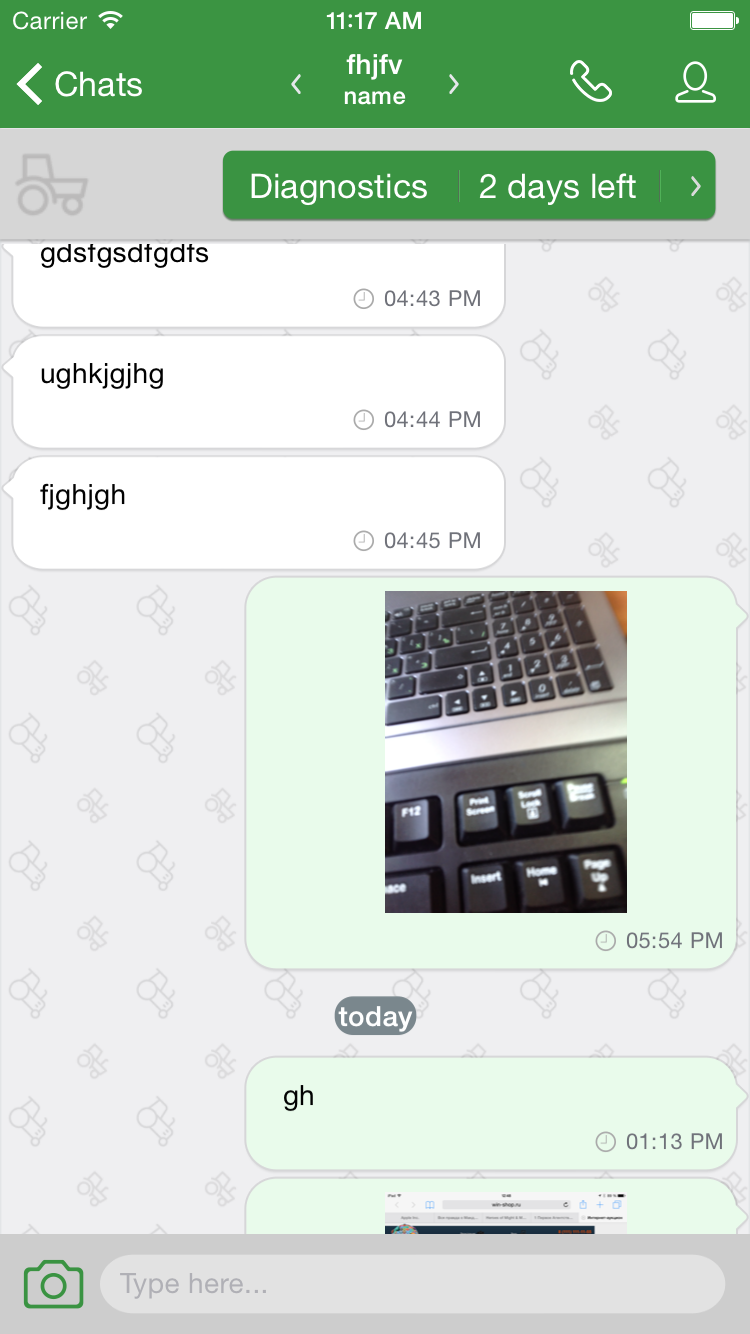 Carrier 11:17 AM
Chats
fhjfv
name
Diagnostics 2 days left
gdsfgsdfgdfs
04:43 PM
ughkjgjhg
04:44 PM
fjghjgh
04:45 PM
F12 Print Screen Scroll Lock Pause Break
Insert Home Page Up
05:54 PM
today
gh
01:13 PM
win-shop.ru
Type here...